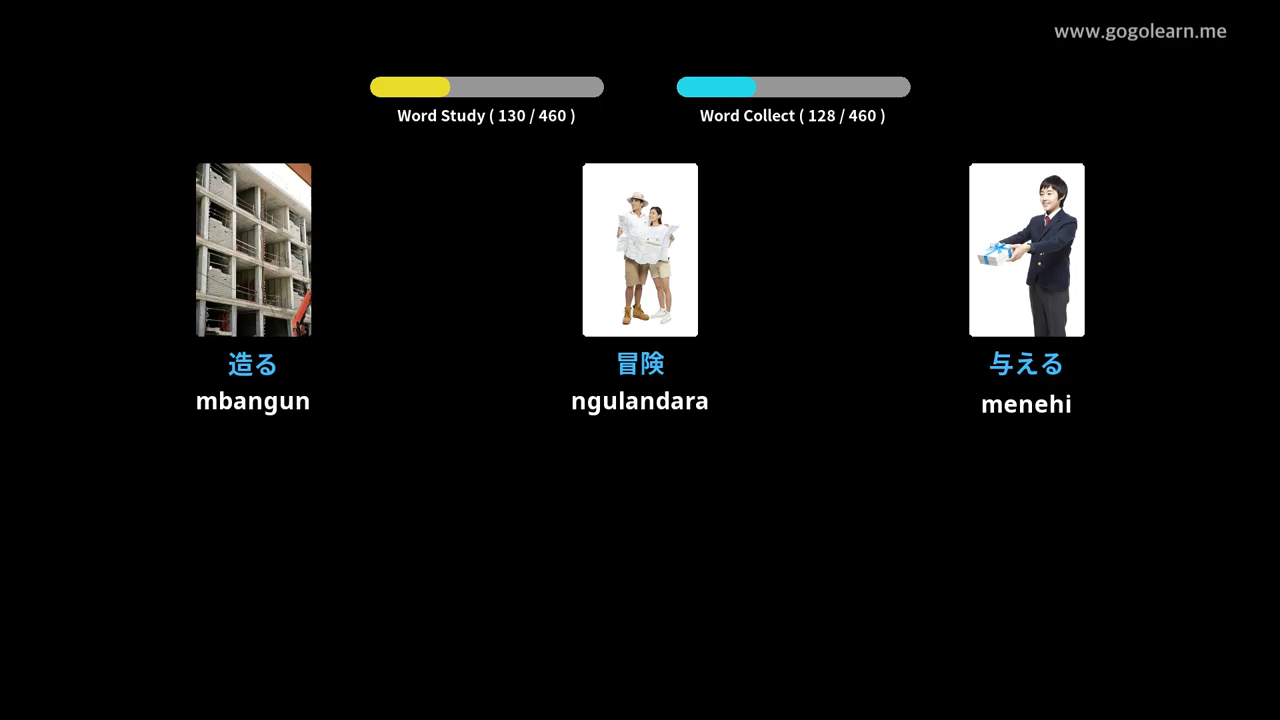 www.gogolearn.me
Word Study ( 130 / 460 )
Word Collect ( 128 / 460 )
造る
冒険
与える
mbangun
ngulandara
menehi